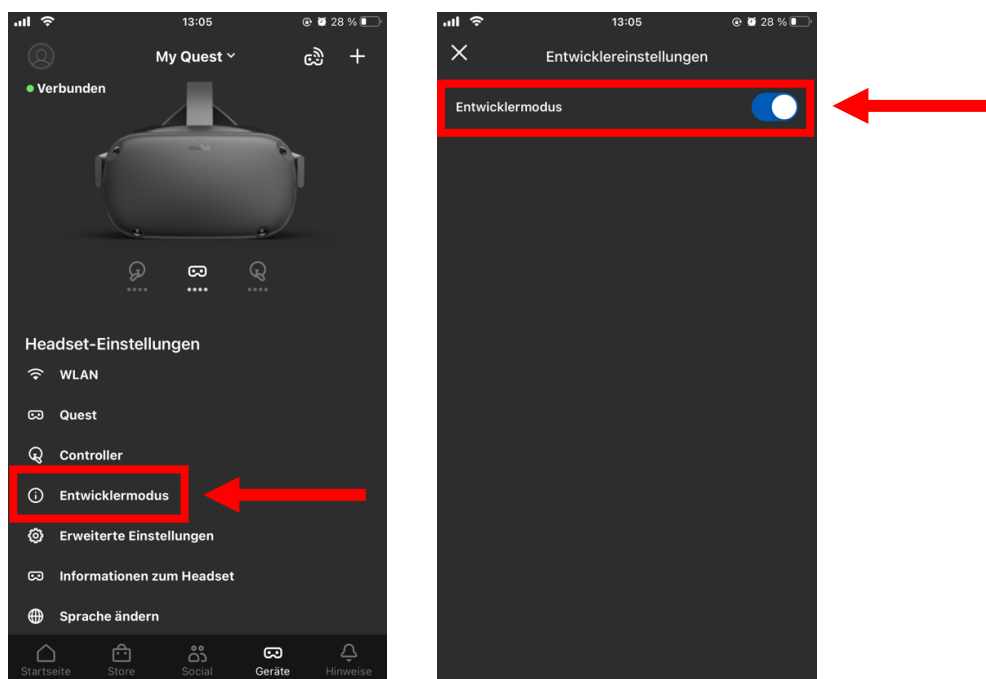 13:05
28 %
My Quest
Verbunden
Headset-Einstellungen
WLAN
Quest
Controller
Entwicklermodus
Erweiterte Einstellungen
Informationen zum Headset
Sprache ändern
Startseite
Store
Social
Geräte
Hinweise
13:05
28 %
Entwicklereinstellungen
Entwicklermodus